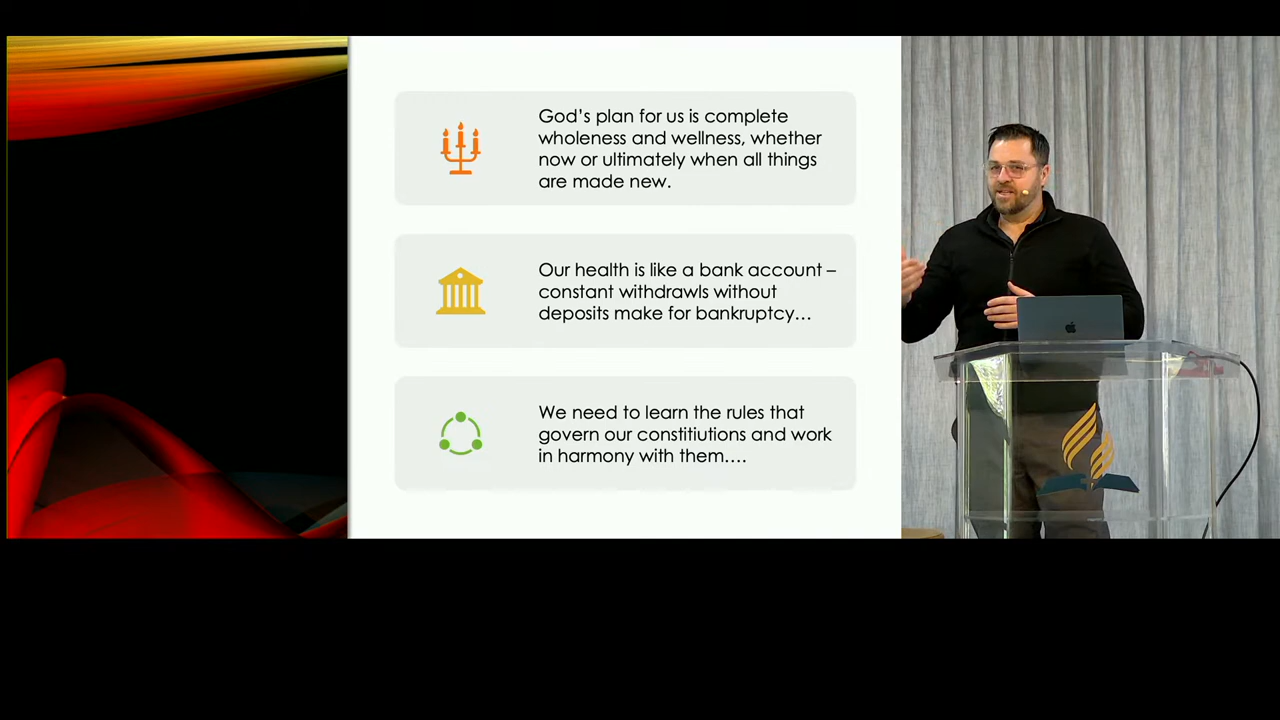 God's plan for us is complete
wholeness and wellness, whether
now or ultimately when all things
are made new.
Our health is like a bank account –
constant withdrawls without
deposits make for bankruptcy...
We need to learn the rules that
govern our constitiutions and work
in harmony with them....